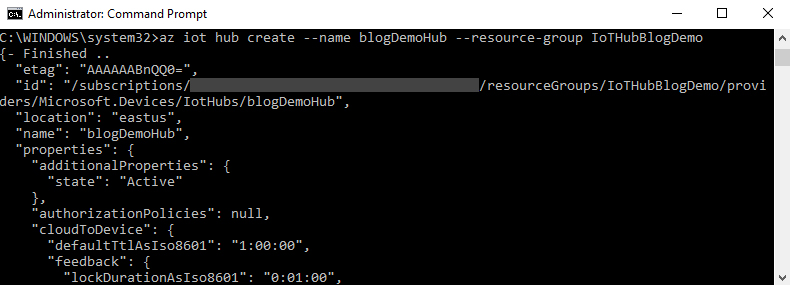 Administrator: Command Prompt
C:\WINDOWS\system32>az iot hub create --name blogDemoHub --resource-group IoTHubBlogDemo
{- Finished ..
  "etag": "AAAAAABnQQ0=",
  "id": "/subscriptions/ /resourceGroups/IoTHubBlogDemo/provi
ders/Microsoft.Devices/IotHubs/blogDemoHub",
  "location": "eastus",
  "name": "blogDemoHub",
  "properties": {
    "additionalProperties": {
      "state": "Active"
    },
    "authorizationPolicies": null,
    "cloudToDevice": {
      "defaultTtlAsIso8601": "1:00:00",
      "feedback": {
        "lockDurationAsIso8601": "0:01:00",